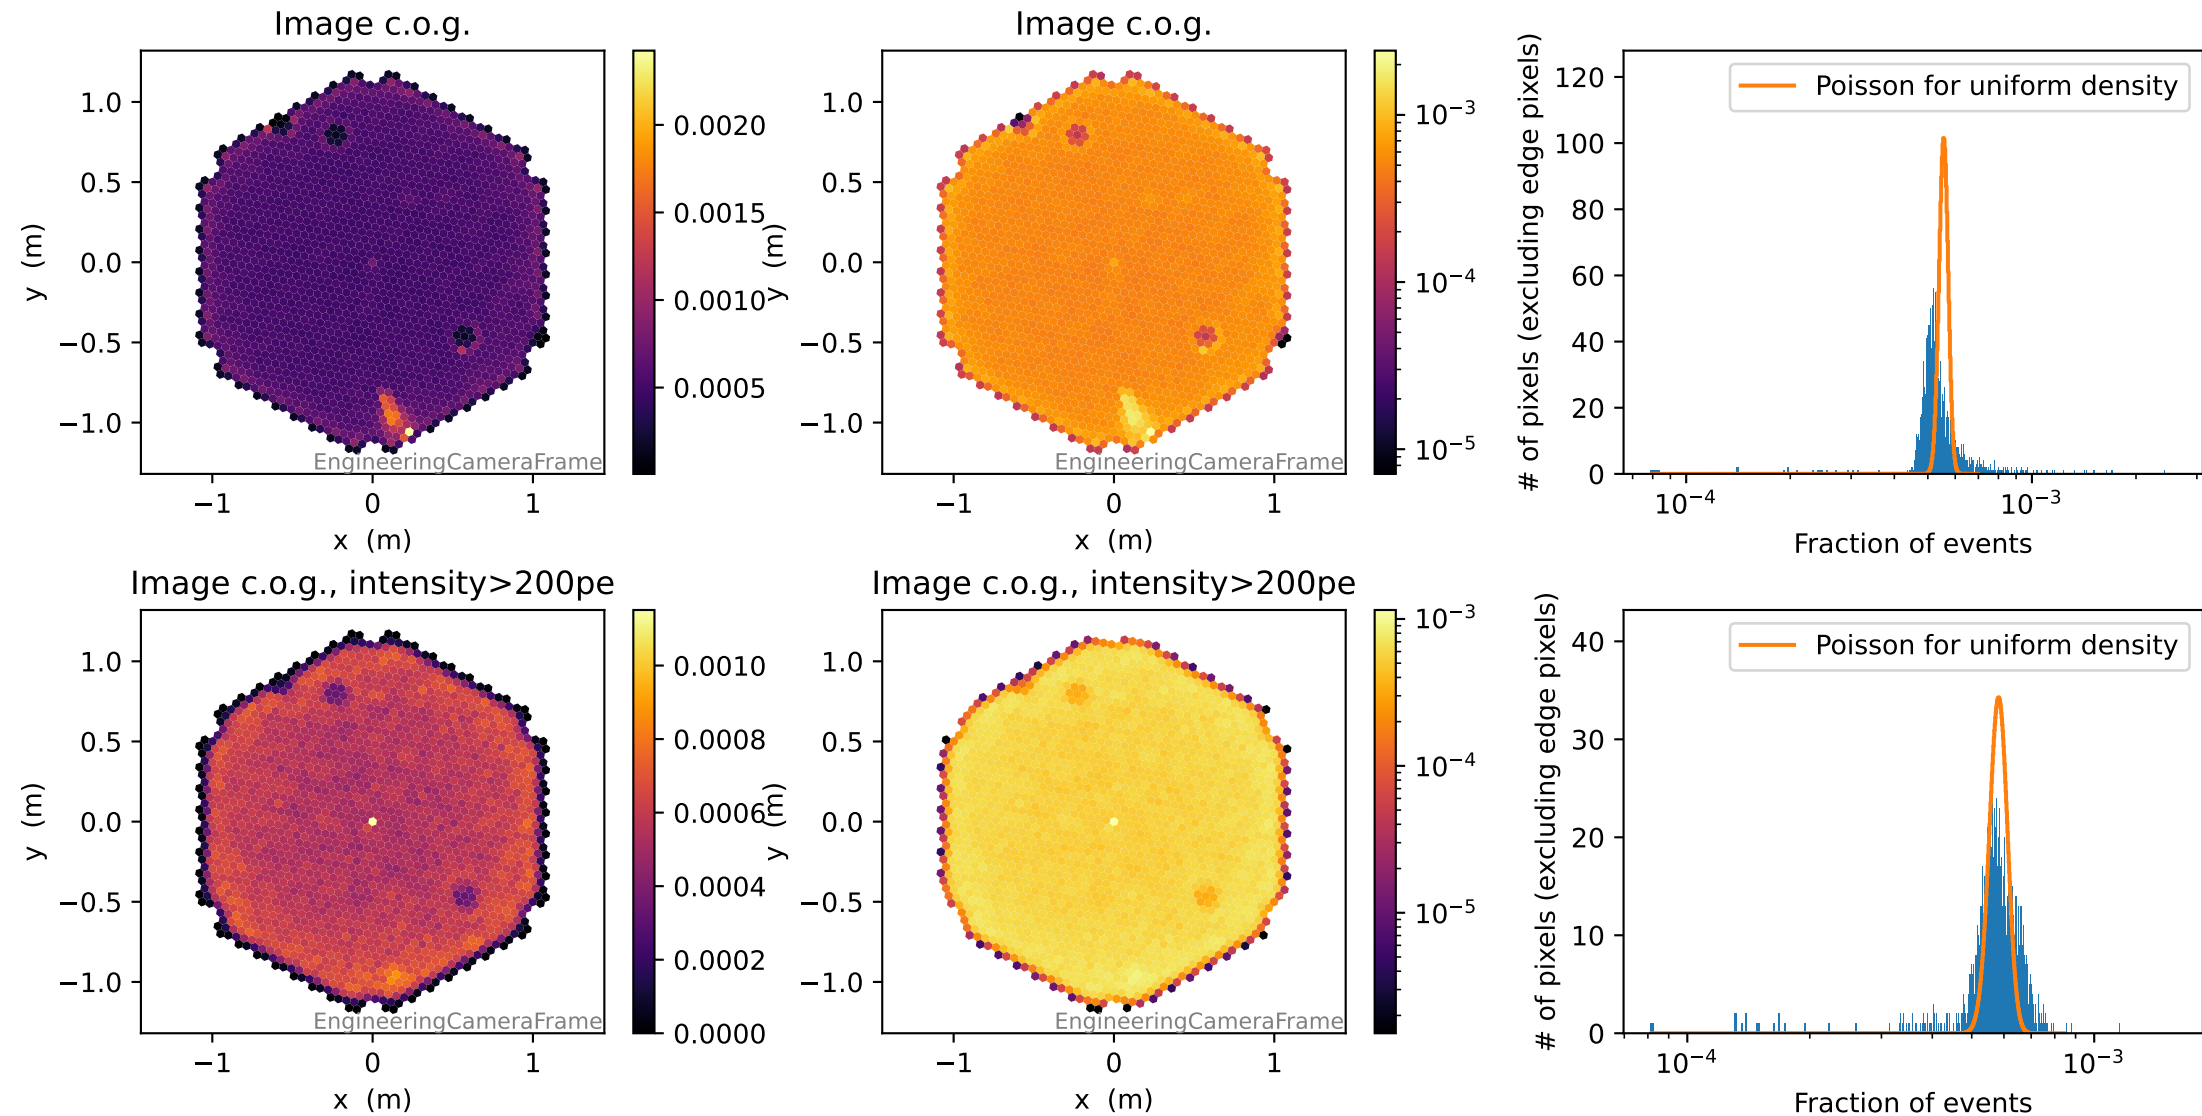 Image c.o.g.
1.0
0.5
0.0
−0.5
−1.0
y (m)
−1
0
1
x (m)
EngineeringCameraFrame
0.0020
0.0015
0.0010
0.0005
Image c.o.g.
1.0
0.5
0.0
−0.5
−1.0
y (m)
−1
0
1
x (m)
EngineeringCameraFrame
10⁻³
10⁻⁴
10⁻⁵
120
100
80
60
40
20
0
# of pixels (excluding edge pixels)
Poisson for uniform density
10⁻⁴
10⁻³
Fraction of events
Image c.o.g., intensity>200pe
1.0
0.5
0.0
−0.5
−1.0
y (m)
−1
0
1
x (m)
EngineeringCameraFrame
0.0010
0.0008
0.0006
0.0004
0.0002
0.0000
Image c.o.g., intensity>200pe
1.0
0.5
0.0
−0.5
−1.0
y (m)
−1
0
1
x (m)
EngineeringCameraFrame
10⁻³
10⁻⁴
10⁻⁵
40
30
20
10
0
# of pixels (excluding edge pixels)
Poisson for uniform density
10⁻⁴
10⁻³
Fraction of events